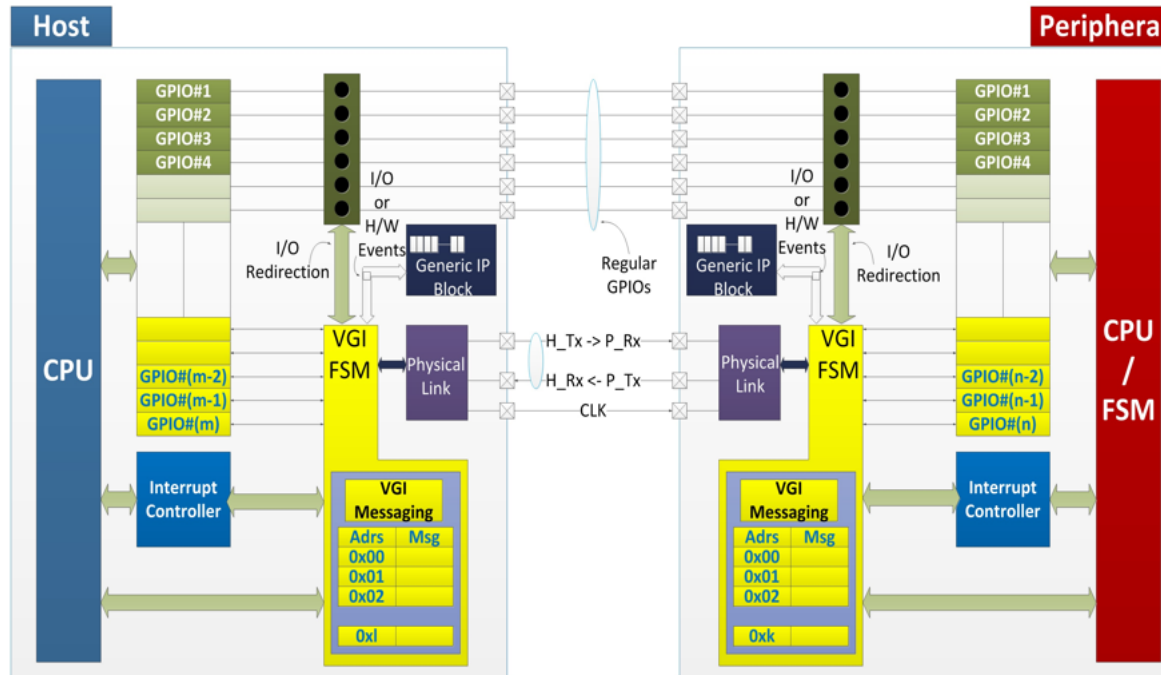 Host
Periphera
GPIO#1
GPIO#2
GPIO#3
GPIO#4
I/O
or
H/W
Events
I/O
Redirection
Generic IP
Block
GPIO#(m-2)
GPIO#(m-1)
GPIO#(m)
CPU
VGI
FSM
Physical
Link
Interrupt
Controller
VGI
Messaging
Adrs Msg
0x00
0x01
0x02
0xl
Regular
GPIOs
H_Tx -> P_Rx
H_Rx <- P_Tx
CLK
I/O
or
H/W
Events
I/O
Redirection
Generic IP
Block
Physical
Link
VGI
FSM
GPIO#1
GPIO#2
GPIO#3
GPIO#4
GPIO#(n-2)
GPIO#(n-1)
GPIO#(n)
CPU
/
FSM
Interrupt
Controller
VGI
Messaging
Adrs Msg
0x00
0x01
0x02
0xk